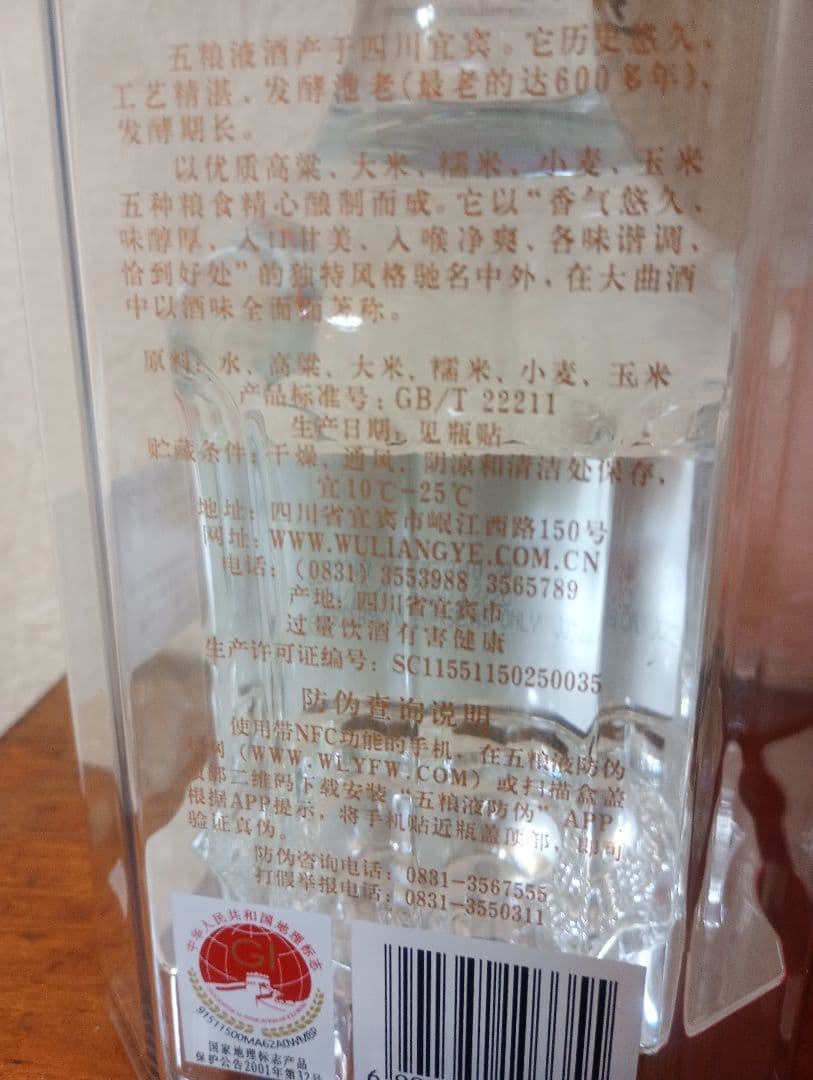 五粮液酒产于四川宜宾。它历史悠久、
工艺精湛、发酵池老(最老的达600多年)、
发酵期长。
以优质高粱、大米、糯米、小麦、玉米
五种粮食精心酿制而成。它以“香气悠久、
味醇厚、入口甘美、入喉净爽、各味谐调、
恰到好处”的独特风格驰名中外，在大曲酒
中以酒味全面而著称。
原料：水、高粱、大米、糯米、小麦、玉米
产品标准号：GB/T 22211
生产日期：见瓶贴
贮藏条件：干燥、通风、阴凉和清洁处保存，
宜10℃-25℃
地址：四川省宜宾市岷江西路150号
网址：WWW.WULIANGYE.COM.CN
电话：(0831) 3553988 3565789
产地：四川省宜宾市
过量饮酒有害健康
生产许可证编号：SC11551150250035
防伪查询说明
使用带NFC功能的手机，在五粮液防伪
网（WWW.WLYFW.COM）或扫描盒盖
顶部二维码下载安装“五粮液防伪”APP，
根据APP提示，将手机贴近瓶盖顶部，即可
验证真伪。
防伪咨询电话：0831-3567555
打假举报电话：0831-3550311
中华人民共和国地理标志
GI
91511500MA62A0WM8P
国家地理标志产品
保护公告2001年第32号